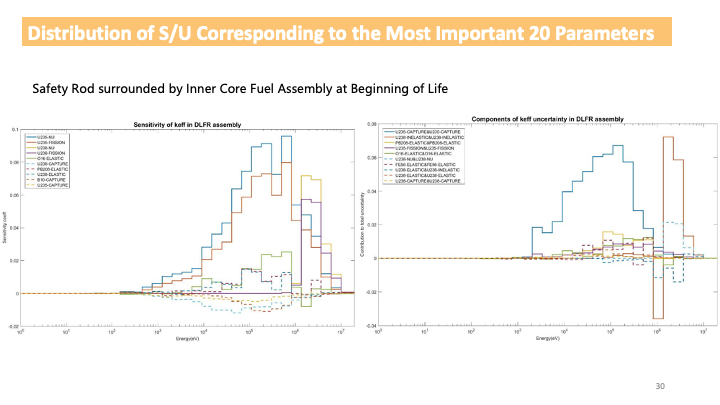 Distribution of S/U Corresponding to the Most Important 20 Parameters
Safety Rod surrounded by Inner Core Fuel Assembly at Beginning of Life
Sensitivity of keff in DLFR assembly
Sensitivity coeff
0.1
0.08
0.06
0.04
0.02
0
-0.02
U235-NU
U235-FISSION
U238-NU
U238-FISSION
O16-ELASTIC
U238-CAPTURE
PB208-ELASTIC
U238-ELASTIC
B10-CAPTURE
U235-CAPTURE
10^0
10^1
10^2
10^3
10^4
10^5
10^6
10^7
Energy(eV)
Components of keff uncertainty in DLFR assembly
Contribution to total uncertainty
0.08
0.06
0.04
0.02
0
-0.02
-0.04
U235-CAPTURE&U235-CAPTURE
U238-INELASTIC&U238-INELASTIC
U235-FISSION&U235-FISSION
O16-ELASTIC&O16-ELASTIC
U238-NU&U238-NU
FE56-ELASTIC&FE56-ELASTIC
U238-ELASTIC&U238-INELASTIC
U238-ELASTIC&U238-ELASTIC
U238-CAPTURE&U238-CAPTURE
10^0
10^1
10^2
10^3
10^4
10^5
10^6
10^7
Energy(eV)
30